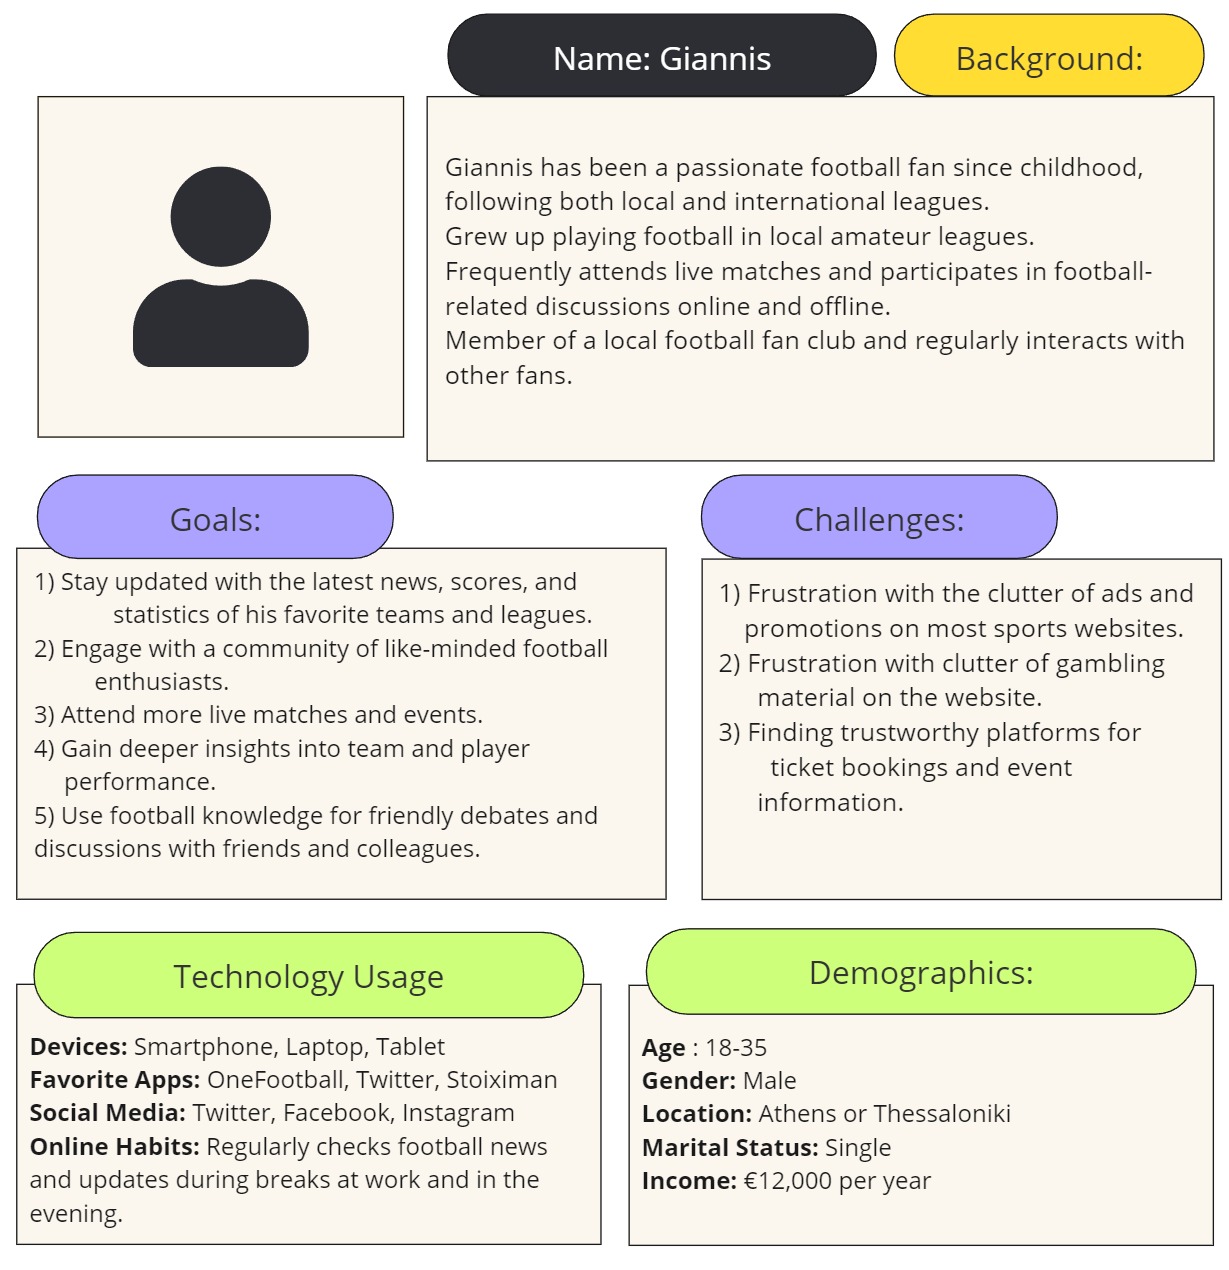 Name: Giannis
Background:
Giannis has been a passionate football fan since childhood,
following both local and international leagues.
Grew up playing football in local amateur leagues.
Frequently attends live matches and participates in football-
related discussions online and offline.
Member of a local football fan club and regularly interacts with
other fans.
Goals:
1) Stay updated with the latest news, scores, and
statistics of his favorite teams and leagues.
2) Engage with a community of like-minded football
enthusiasts.
3) Attend more live matches and events.
4) Gain deeper insights into team and player
performance.
5) Use football knowledge for friendly debates and
discussions with friends and colleagues.
Challenges:
1) Frustration with the clutter of ads and
promotions on most sports websites.
2) Frustration with clutter of gambling
material on the website.
3) Finding trustworthy platforms for
ticket bookings and event
information.
Technology Usage
Devices: Smartphone, Laptop, Tablet
Favorite Apps: OneFootball, Twitter, Stoiximan
Social Media: Twitter, Facebook, Instagram
Online Habits: Regularly checks football news
and updates during breaks at work and in the
evening.
Demographics:
Age : 18-35
Gender: Male
Location: Athens or Thessaloniki
Marital Status: Single
Income: €12,000 per year